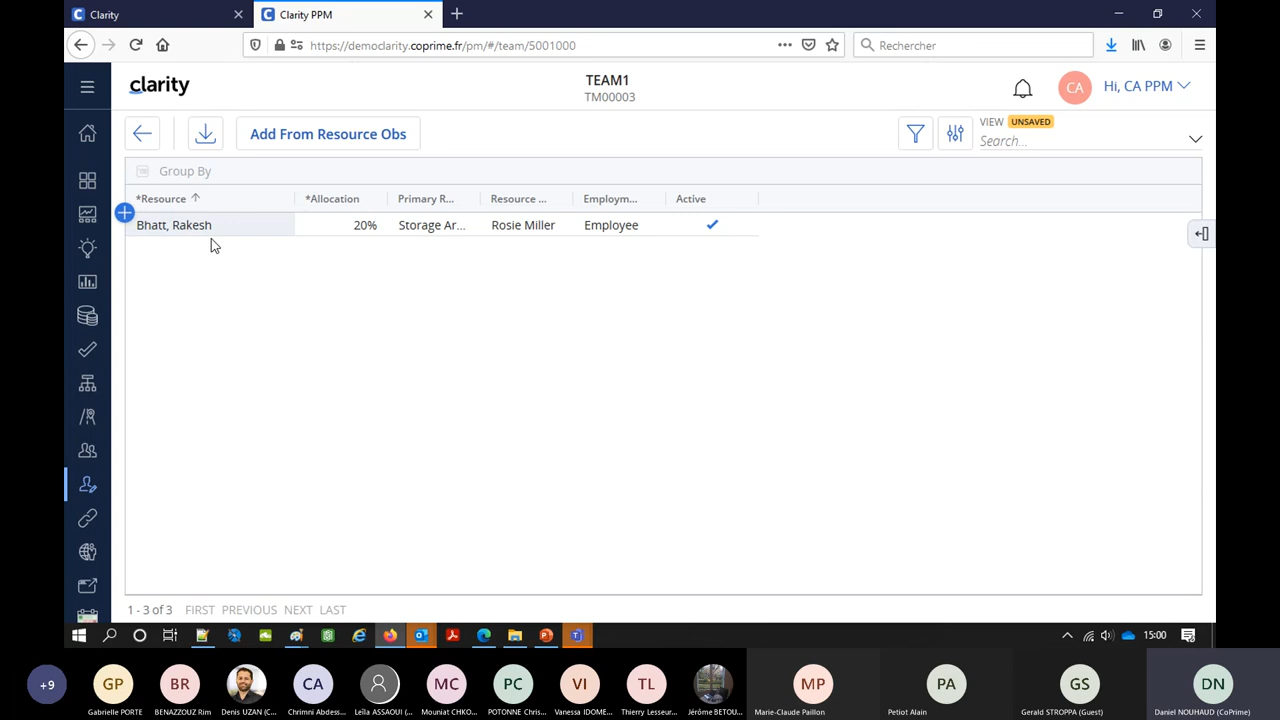 Clarity
Clarity PPM
https://democlarity.coprime.fr/pm/#/team/5001000
Rechercher
clarity
TEAM1
TM00003
CA
Hi, CA PPM
Add From Resource Obs
VIEW UNSAVED
Search...
Group By
*Resource *Allocation Primary R... Resource ... Employm... Active
Bhatt, Rakesh 20% Storage Ar... Rosie Miller Employee
1 - 3 of 3 FIRST PREVIOUS NEXT LAST
15:00
+9 GP BR CA MC PC VI TL MP PA GS DN
Gabrielle PORTE BENAZZOUZ Rim Denis UZAN (C... Chrimni Abdess... Leïla ASSAOUI (... Mouniat CHKO... POTONNE Chris... Vanessa IDOME... Thierry Lesseur... Jérôme BETOU... Marie-Claude Paillon Petiot Alain Gerald STROPPA (Guest) Daniel NOUHAUD (CoPrime)